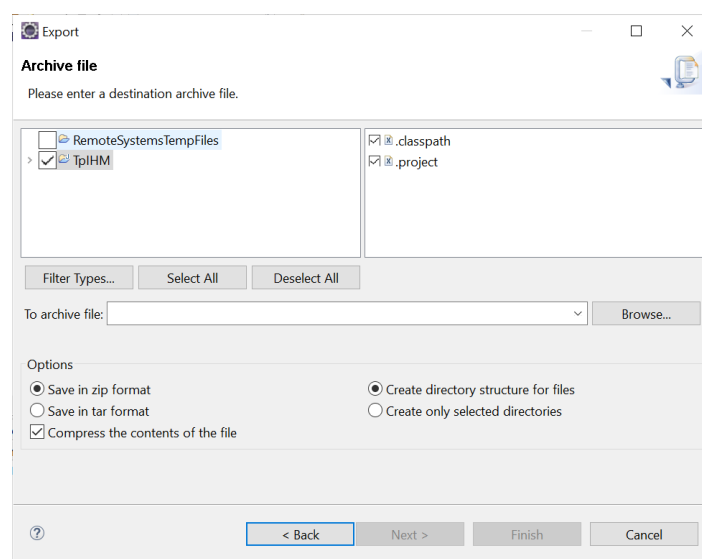 Export
Archive file
Please enter a destination archive file.
RemoteSystemsTempFiles
TpIHM
.classpath
.project
Filter Types... Select All Deselect All
To archive file: Browse...
Options
Save in zip format
Save in tar format
Compress the contents of the file
Create directory structure for files
Create only selected directories
? < Back Next > Finish Cancel